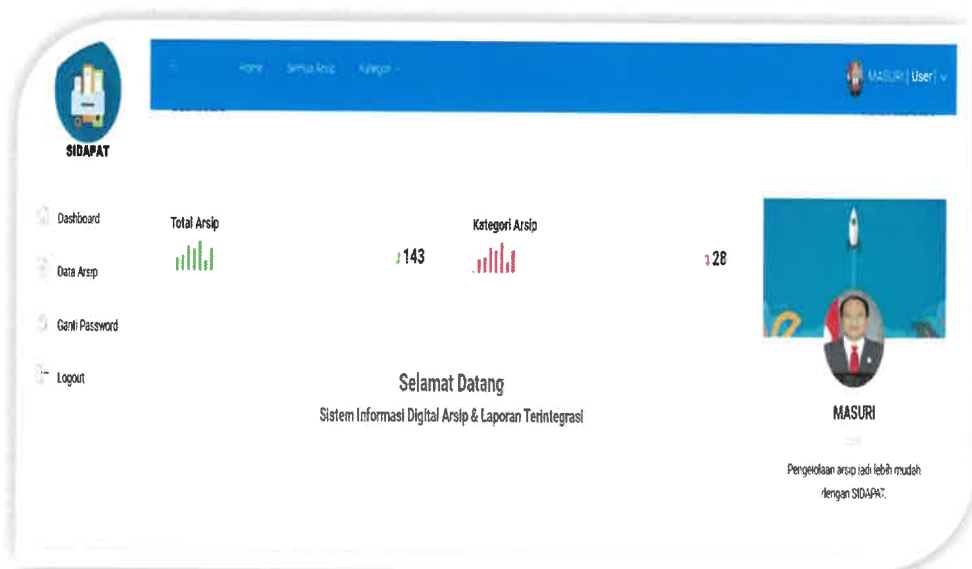 SIDAPAT
Home Semua Arsip Kategori
MASURI | User |
Dashboard
Data Arsip
Ganti Password
Logout
Total Arsip
143
Kategori Arsip
28
Selamat Datang
Sistem Informasi Digital Arsip & Laporan Terintegrasi
MASURI
Pengelolaan arsip jadi lebih mudah
dengan SIDAPAT.